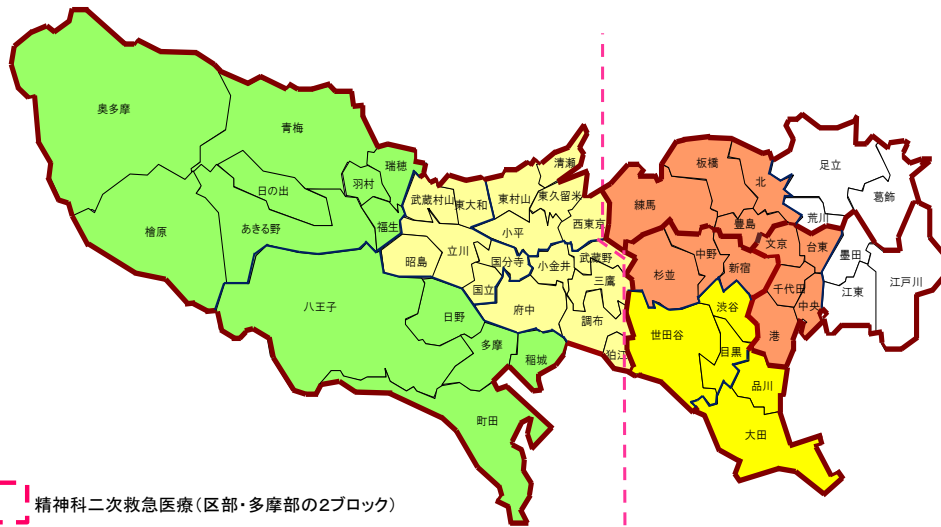 奥多摩
青梅
瑞穂
羽村
日の出
あきる野
福生
檜原
八王子
日野
多摩
稲城
町田
武蔵村山
東大和
東村山
清瀬
東久留米
西東京
小平
昭島
立川
国分寺
国立
小金井
武蔵野
三鷹
府中
調布
狛江
板橋
北
練馬
豊島
足立
葛飾
荒川
文京
台東
墨田
江戸川
江東
杉並
中野
新宿
千代田
中央
港
渋谷
世田谷
目黒
品川
大田
精神科二次救急医療(区部・多摩部の2ブロック)